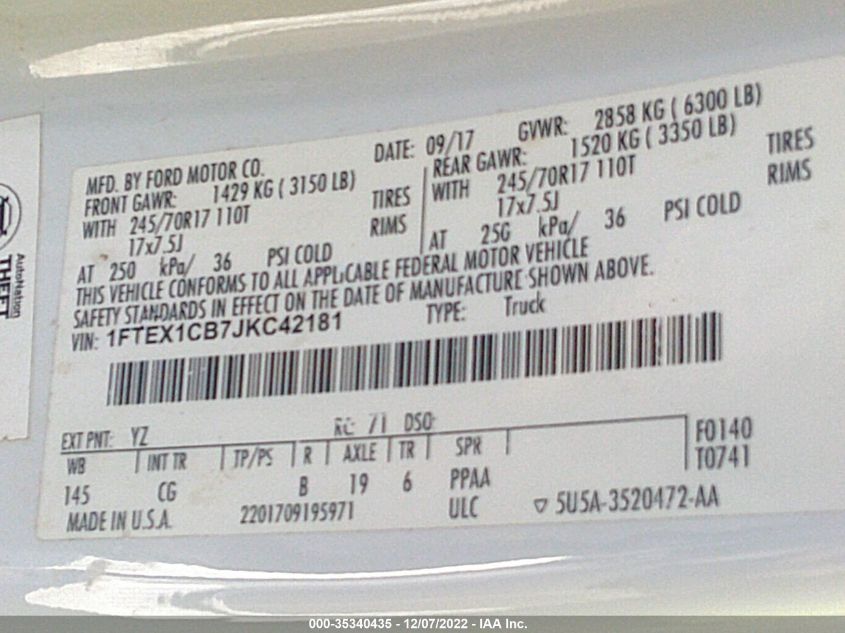 MFD. BY FORD MOTOR CO.
DATE: 09/17 GVWR: 2858 KG ( 6300 LB)
FRONT GAWR: 1429 KG ( 3150 LB)
WITH 245/70R17 110T TIRES
17x7.5J RIMS
AT 250 kPa/ 36 PSI COLD
REAR GAWR: 1520 KG ( 3350 LB)
WITH 245/70R17 110T TIRES
17x7.5J RIMS
AT 250 kPa/ 36 PSI COLD
THIS VEHICLE CONFORMS TO ALL APPLICABLE FEDERAL MOTOR VEHICLE
SAFETY STANDARDS IN EFFECT ON THE DATE OF MANUFACTURE SHOWN ABOVE.
VIN: 1FTEX1CB7JKC42181 TYPE: Truck
EXT PNT: YZ RC: 71 DSO:
WB INT TR TP/PS R AXLE TR SPR
145 CG B 19 6 PPAA
F0140
T0741
MADE IN U.S.A. 2201709195971 ULC ▽ 5U5A-3520472-AA
AutoNation
THEFT
000-35340435 - 12/07/2022 - IAA Inc.